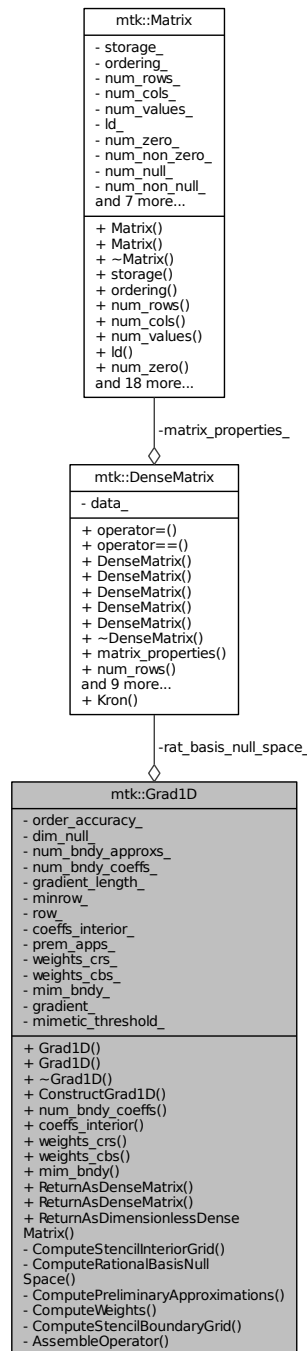 mtk::Matrix
- storage_
- ordering_
- num_rows_
- num_cols_
- num_values_
- ld_
- num_zero_
- num_non_zero_
- num_null_
- num_non_null_
and 7 more...
+ Matrix()
+ Matrix()
+ ~Matrix()
+ storage()
+ ordering()
+ num_rows()
+ num_cols()
+ num_values()
+ ld()
+ num_zero()
and 18 more...
-matrix_properties_
mtk::DenseMatrix
- data_
+ operator=()
+ operator==()
+ DenseMatrix()
+ DenseMatrix()
+ DenseMatrix()
+ DenseMatrix()
+ DenseMatrix()
+ ~DenseMatrix()
+ matrix_properties()
+ num_rows()
and 9 more...
+ Kron()
-rat_basis_null_space_
mtk::Grad1D
- order_accuracy_
- dim_null_
- num_bndy_approxs_
- num_bndy_coeffs_
- gradient_length_
- minrow_
- row_
- coeffs_interior_
- prem_apps_
- weights_crs_
- weights_cbs_
- mim_bndy_
- gradient_
- mimetic_threshold_
+ Grad1D()
+ Grad1D()
+ ~Grad1D()
+ ConstructGrad1D()
+ num_bndy_coeffs()
+ coeffs_interior()
+ weights_crs()
+ weights_cbs()
+ mim_bndy()
+ ReturnAsDenseMatrix()
+ ReturnAsDenseMatrix()
+ ReturnAsDimensionlessDense
Matrix()
- ComputeStencilInteriorGrid()
- ComputeRationalBasisNull
Space()
- ComputePreliminaryApproximations()
- ComputeWeights()
- ComputeStencilBoundaryGrid()
- AssembleOperator()